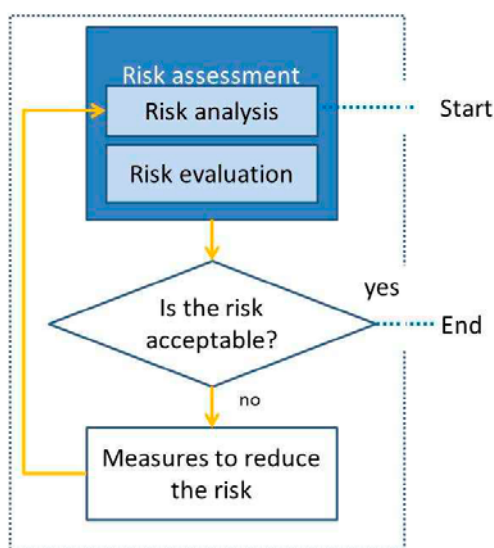 Risk assessment
Risk analysis
Start
Risk evaluation
Is the risk
acceptable?
yes
End
no
Measures to reduce
the risk